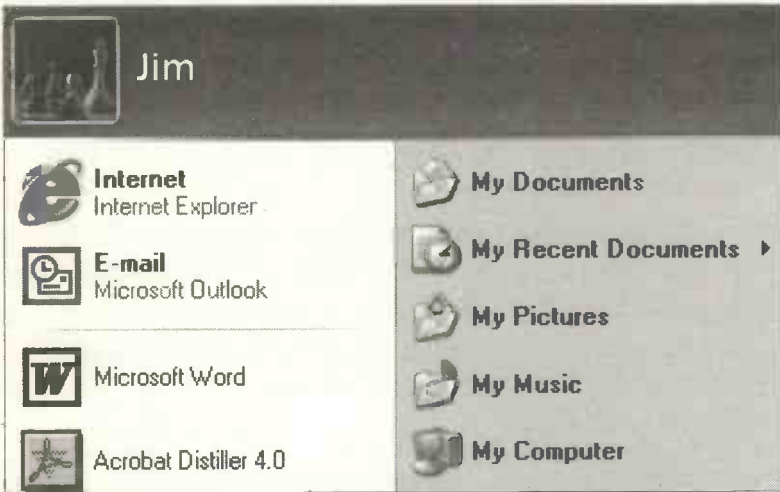 Jim
Internet
Internet Explorer
E-mail
Microsoft Outlook
Microsoft Word
Acrobat Distiller 4.0
My Documents
My Recent Documents
My Pictures
My Music
My Computer